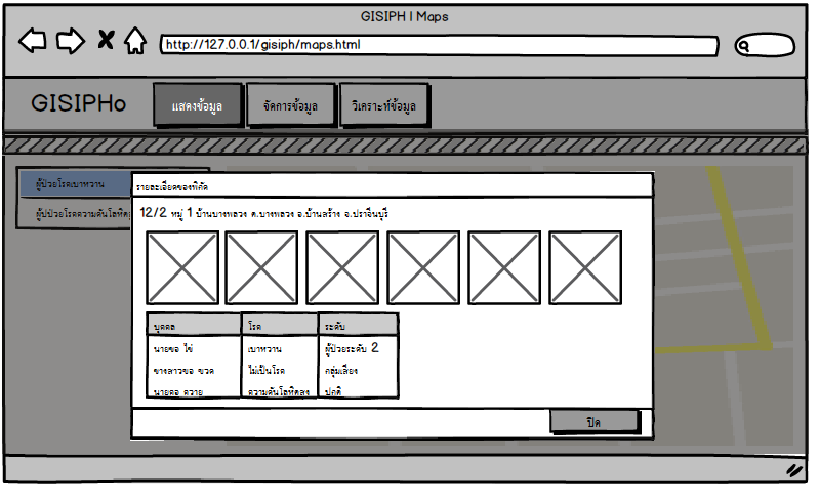 GISIPH | Maps
http://127.0.0.1/gisiph/maps.html
GISIPHo
แสดงข้อมูล
จัดการข้อมูล
วิเคราะห์ข้อมูล
ผู้ป่วยโรคเบาหวาน
ผู้ป่วยโรคความดันโลหิต
รายละเอียดของพิกัด
12/2 หมู่ 1 บ้านบางพลวง ต.บางพลวง อ.บ้านสร้าง จ.ปราจีนบุรี
บุคคล โรค ระดับ
นายขอ ไข่ เบาหวาน ผู้ป่วยระดับ 2
นางสาวขอ ขวด ไม่เป็นโรค กลุ่มเสี่ยง
นายคอ ควาย ความดันโลหิตสูง ปกติ
ปิด